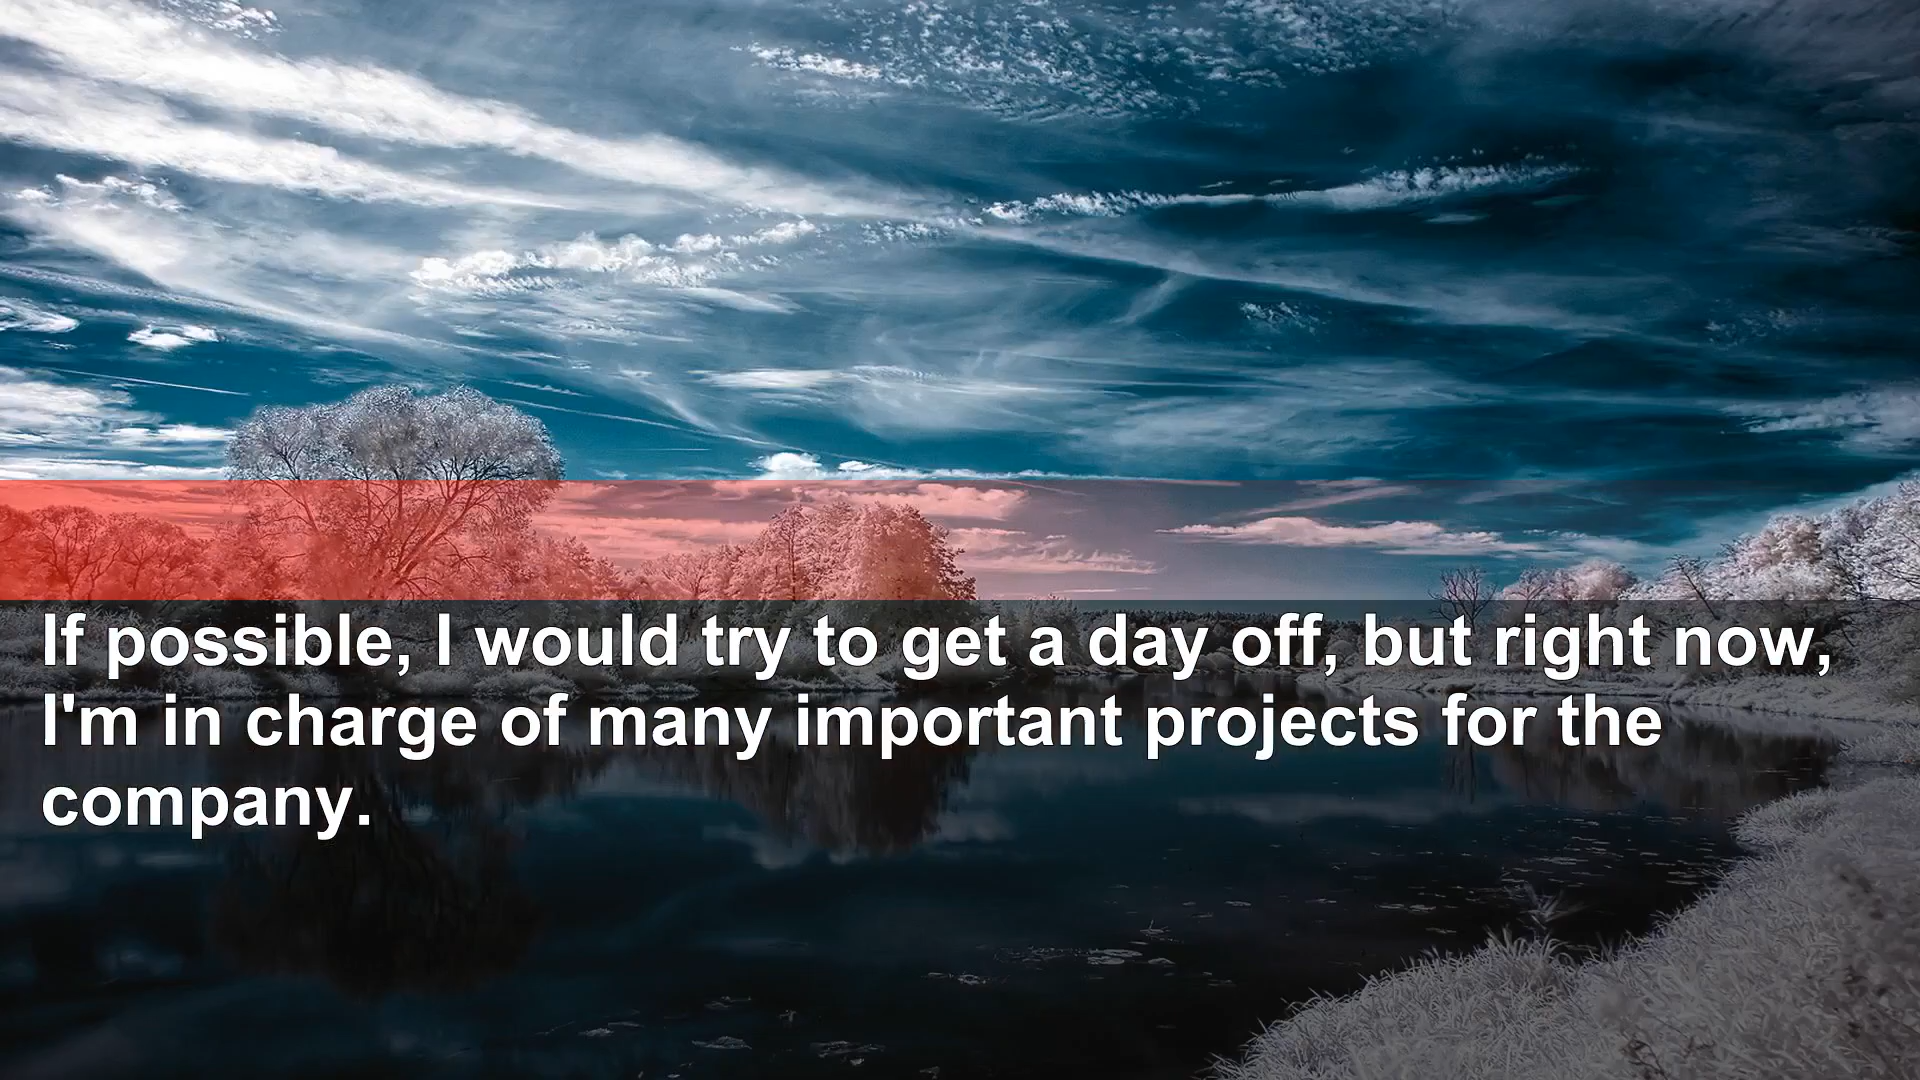 If possible, I would try to get a day off, but right now,
I'm in charge of many important projects for the
company.